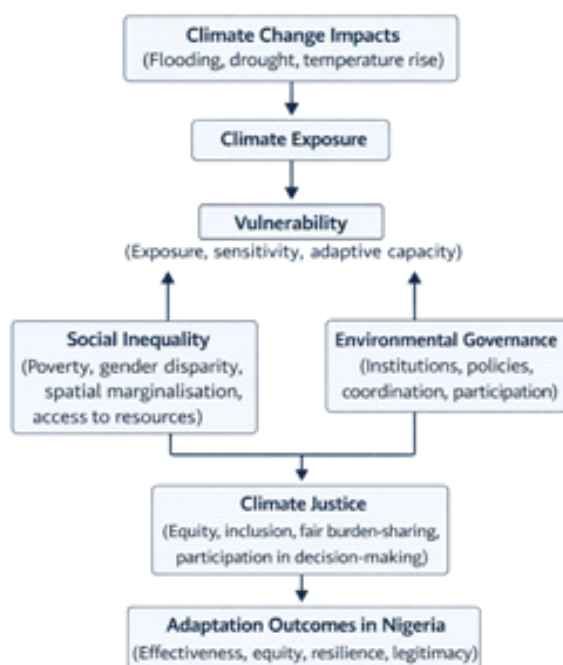 Climate Change Impacts
(Flooding, drought, temperature rise)
Climate Exposure
Vulnerability
(Exposure, sensitivity, adaptive capacity)
Social Inequality
(Poverty, gender disparity,
spatial marginalisation,
access to resources)
Environmental Governance
(Institutions, policies,
coordination, participation)
Climate Justice
(Equity, inclusion, fair burden-sharing,
participation in decision-making)
Adaptation Outcomes in Nigeria
(Effectiveness, equity, resilience, legitimacy)